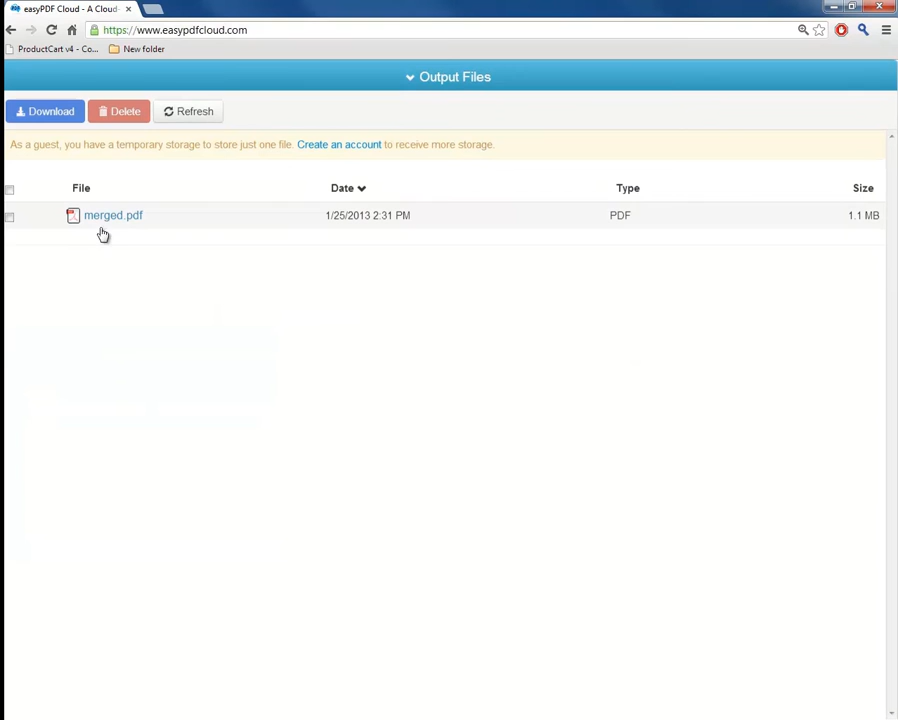 easyPDF Cloud - A Cloud-
https://www.easypdfcloud.com
ProductCart v4 - Co... New folder
Output Files
Download Delete Refresh
As a guest, you have a temporary storage to store just one file. Create an account to receive more storage.
File Date Type Size
merged.pdf 1/25/2013 2:31 PM PDF 1.1 MB